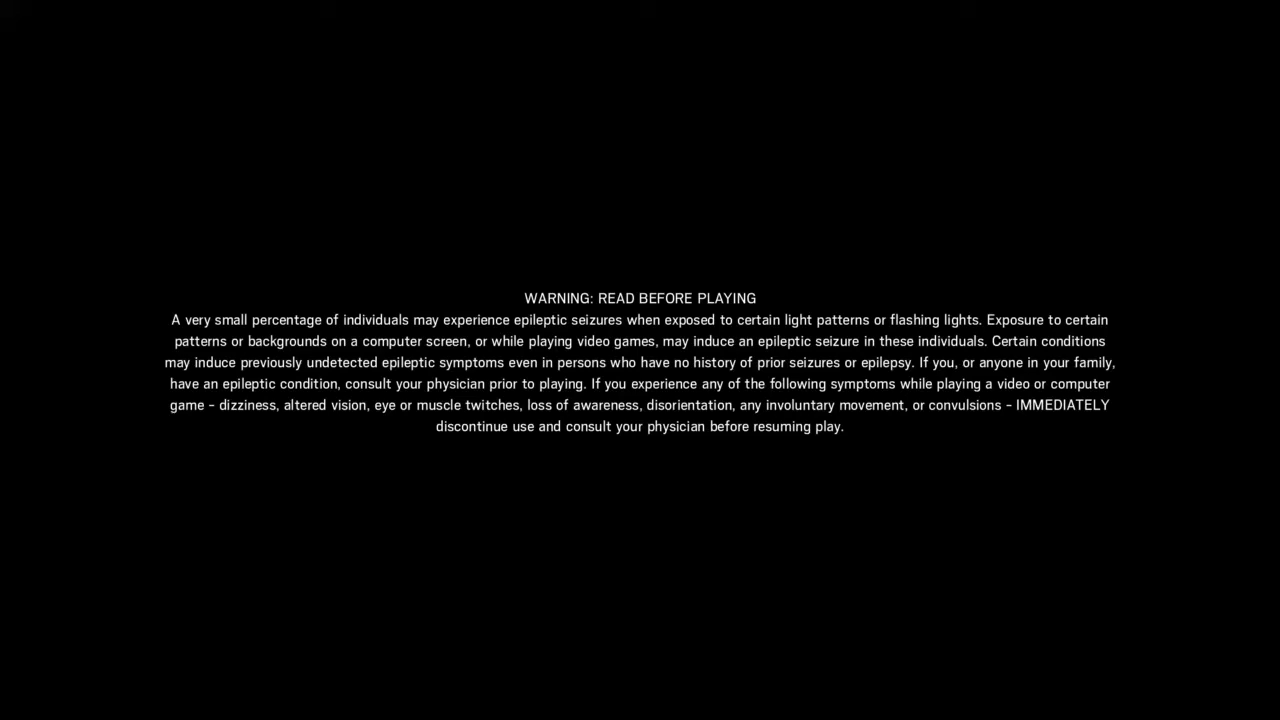 WARNING: READ BEFORE PLAYING
A very small percentage of individuals may experience epileptic seizures when exposed to certain light patterns or flashing lights. Exposure to certain
patterns or backgrounds on a computer screen, or while playing video games, may induce an epileptic seizure in these individuals. Certain conditions
may induce previously undetected epileptic symptoms even in persons who have no history of prior seizures or epilepsy. If you, or anyone in your family,
have an epileptic condition, consult your physician prior to playing. If you experience any of the following symptoms while playing a video or computer
game – dizziness, altered vision, eye or muscle twitches, loss of awareness, disorientation, any involuntary movement, or convulsions – IMMEDIATELY
discontinue use and consult your physician before resuming play.